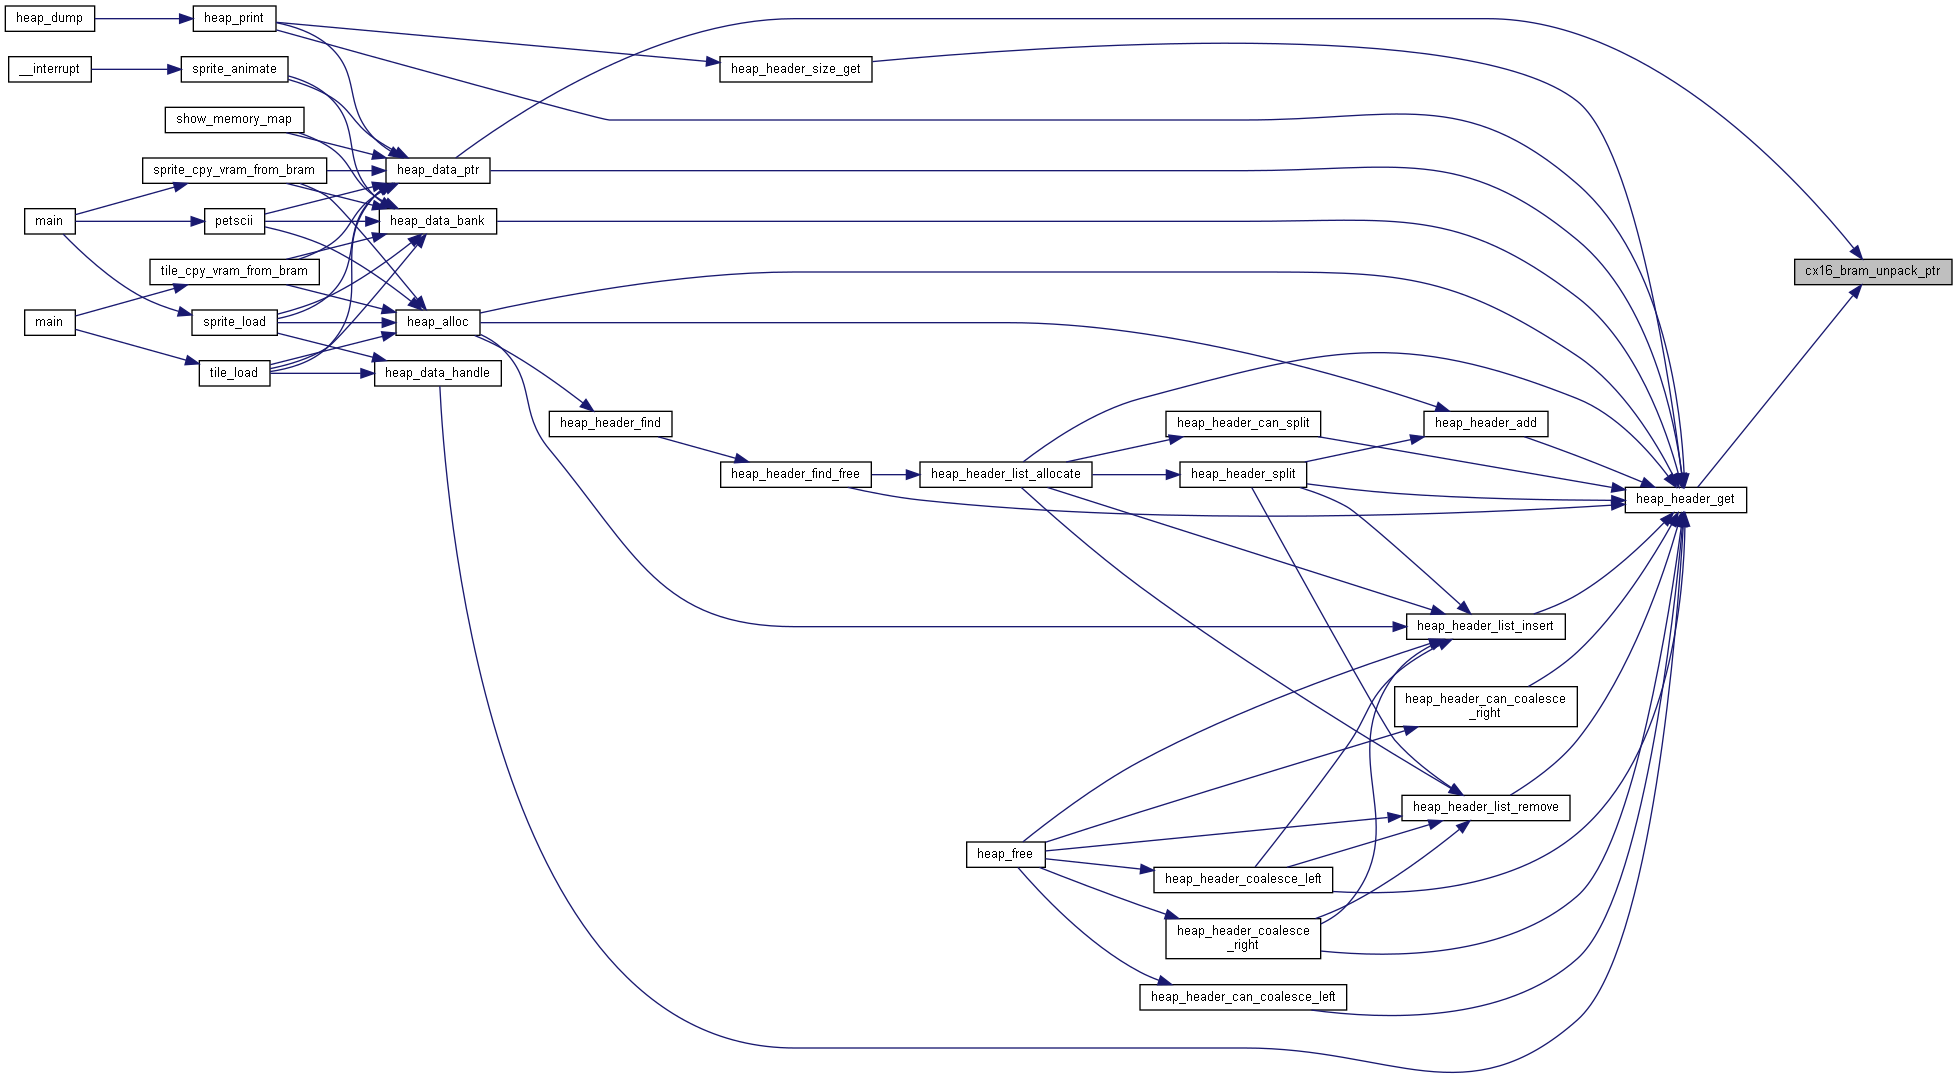 heap_dump
heap_print
__interrupt
sprite_animate
heap_header_size_get
show_memory_map
sprite_cpy_vram_from_bram
heap_data_ptr
main
petscii
heap_data_bank
tile_cpy_vram_from_bram
cx16_bram_unpack_ptr
main
sprite_load
heap_alloc
tile_load
heap_data_handle
heap_header_find
heap_header_can_split
heap_header_add
heap_header_find_free
heap_header_list_allocate
heap_header_split
heap_header_get
heap_header_list_insert
heap_header_can_coalesce
_right
heap_header_list_remove
heap_free
heap_header_coalesce_left
heap_header_coalesce
_right
heap_header_can_coalesce_left